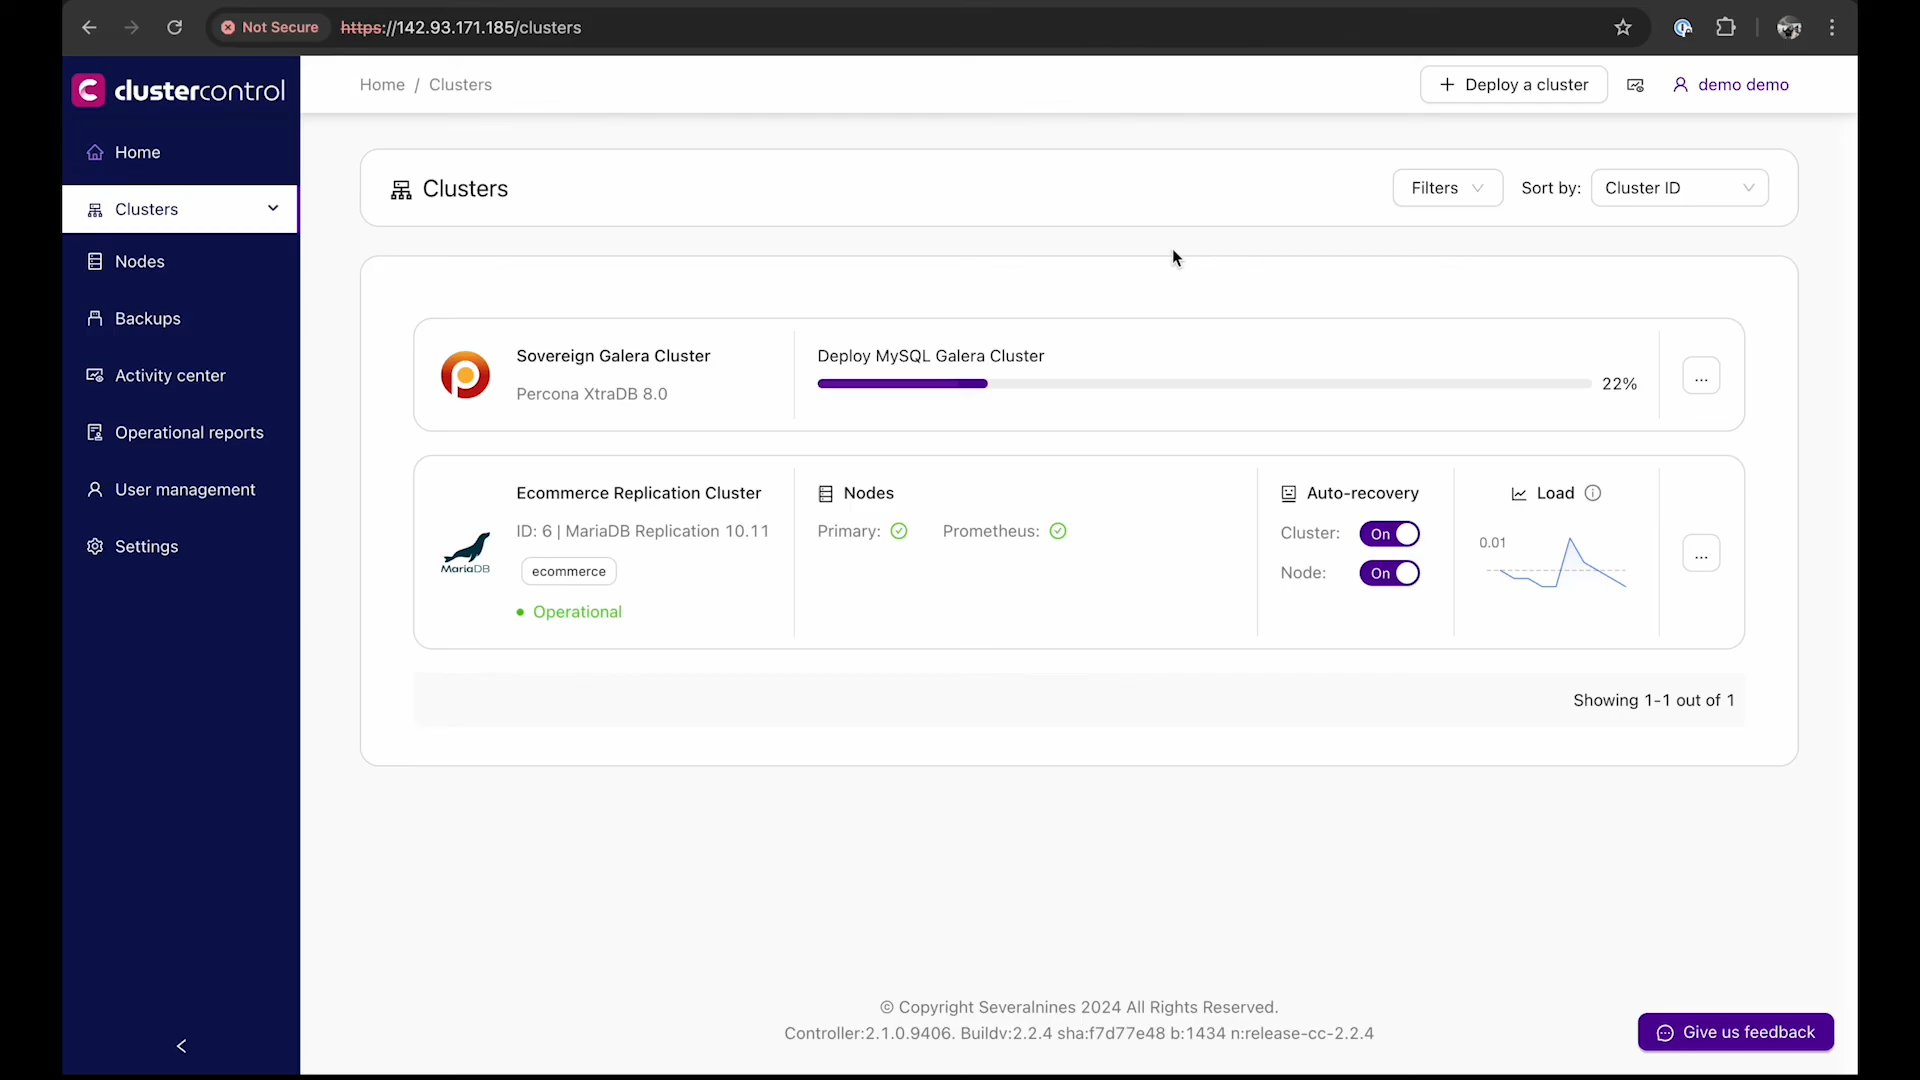 Not Secure https://142.93.171.185/clusters
clustercontrol
Home
Clusters
Nodes
Backups
Activity center
Operational reports
User management
Settings
Home / Clusters
Deploy a cluster
demo demo
Clusters
Filters
Sort by: Cluster ID
Sovereign Galera Cluster
Percona XtraDB 8.0
Deploy MySQL Galera Cluster
22%
...
Ecommerce Replication Cluster
ID: 6 | MariaDB Replication 10.11
MariaDB
ecommerce
Operational
Nodes
Primary: Prometheus:
Auto-recovery
Cluster: On
Node: On
Load
0.01
...
Showing 1-1 out of 1
© Copyright Severalnines 2024 All Rights Reserved.
Controller:2.1.0.9406. Buildv:2.2.4 sha:f7d77e48 b:1434 n:release-cc-2.2.4
Give us feedback